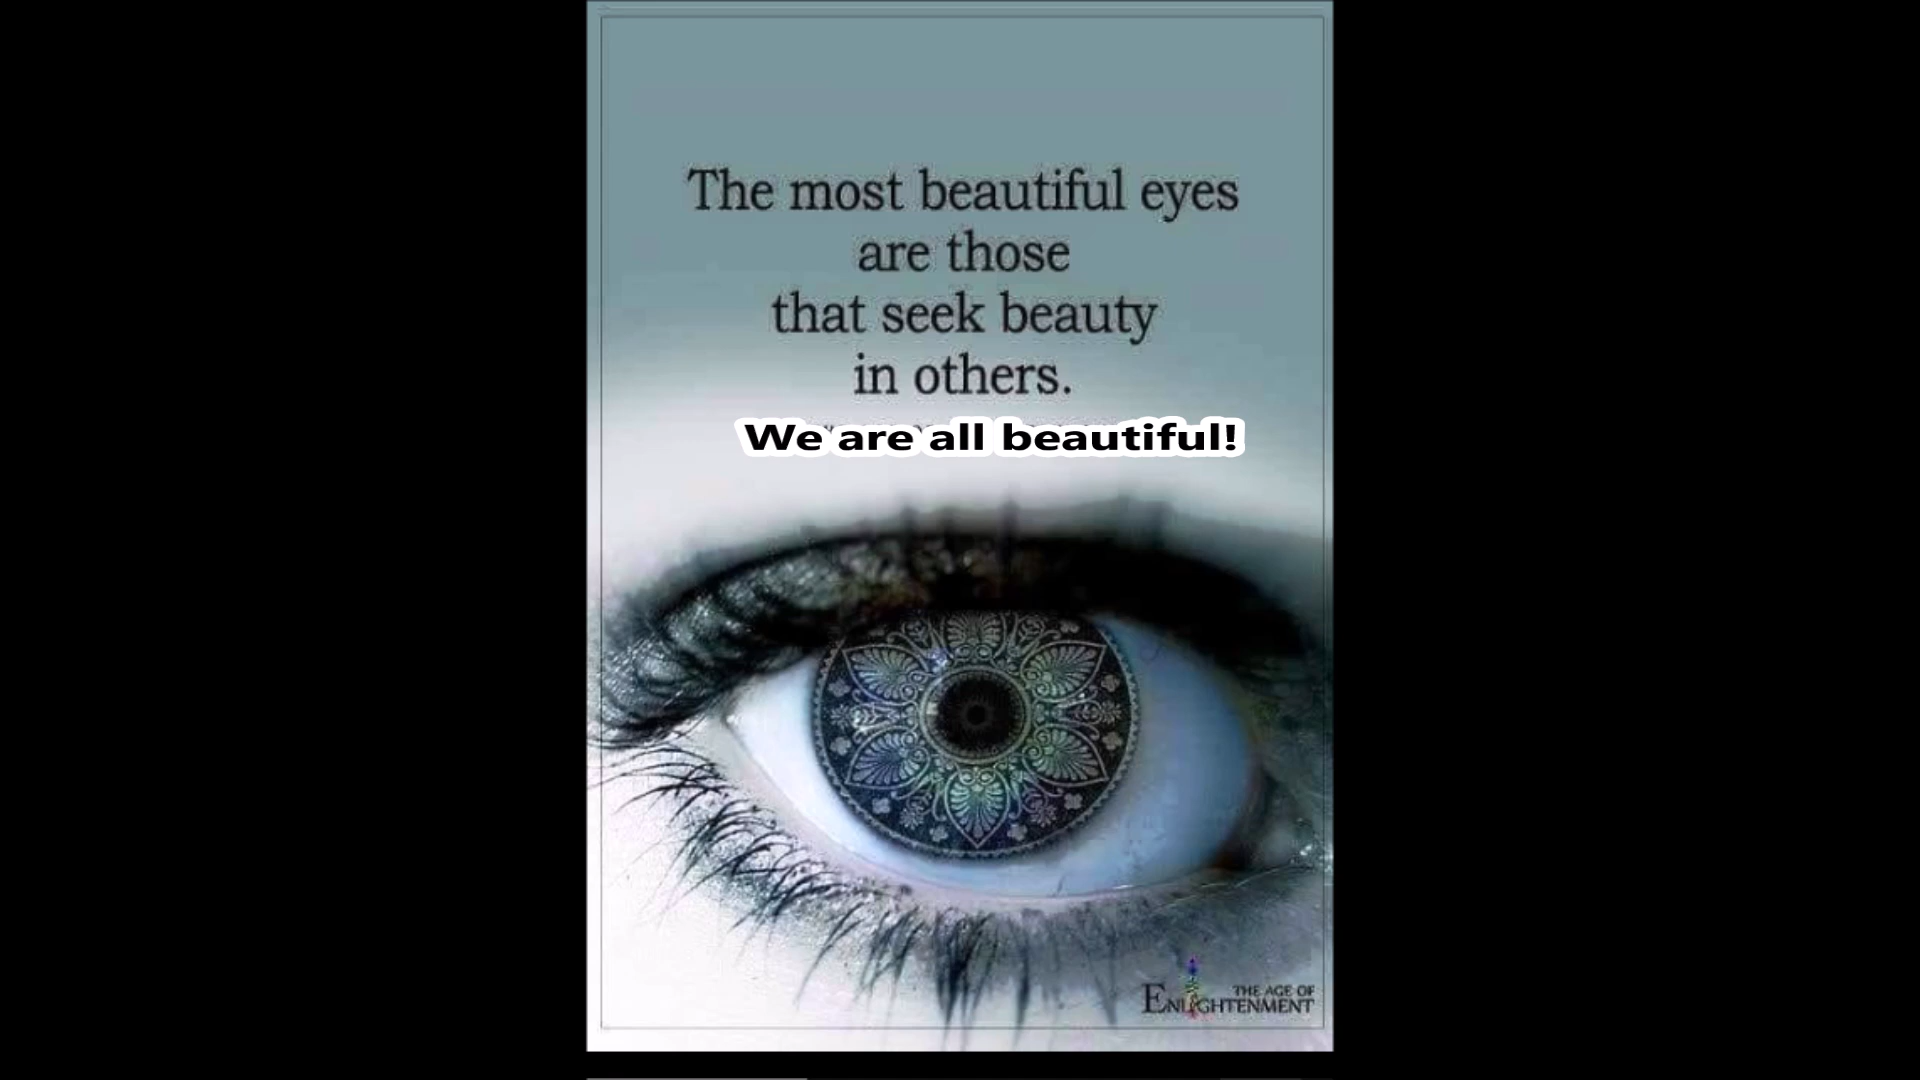 The most beautiful eyes
are those
that seek beauty
in others.
We are all beautiful!
THE AGE OF
ENLIGHTENMENT